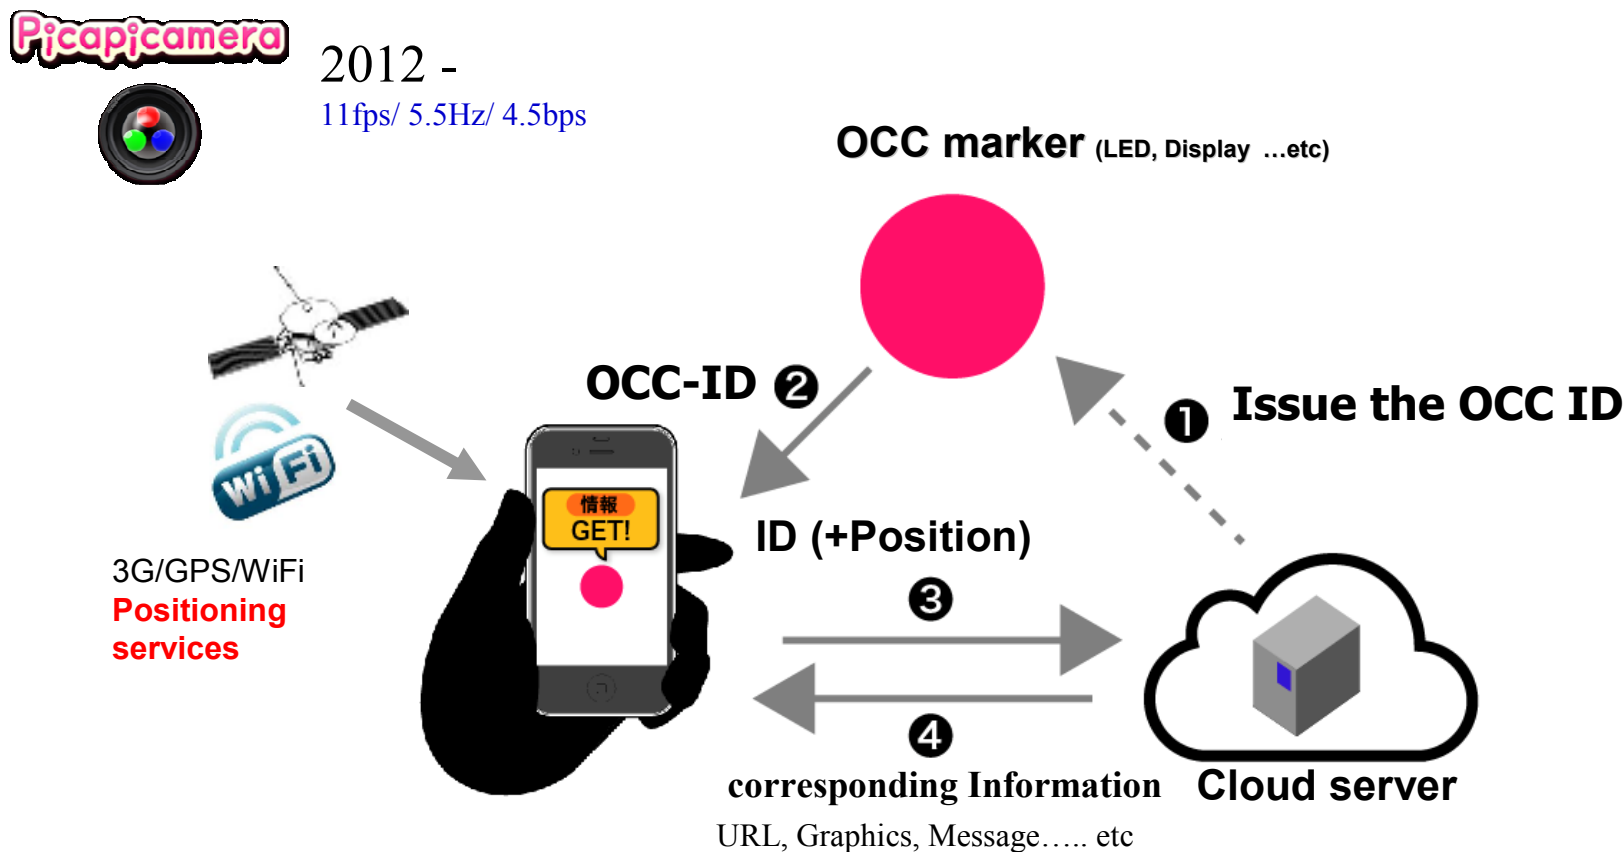 Picapicamera
2012 -
11fps/ 5.5Hz/ 4.5bps
OCC marker (LED, Display …etc)
OCC-ID ❷
❶ Issue the OCC ID
WiFi
情報
GET!
ID (+Position)
3G/GPS/WiFi
Positioning
services
❸
❹
corresponding Information
Cloud server
URL, Graphics, Message….. etc